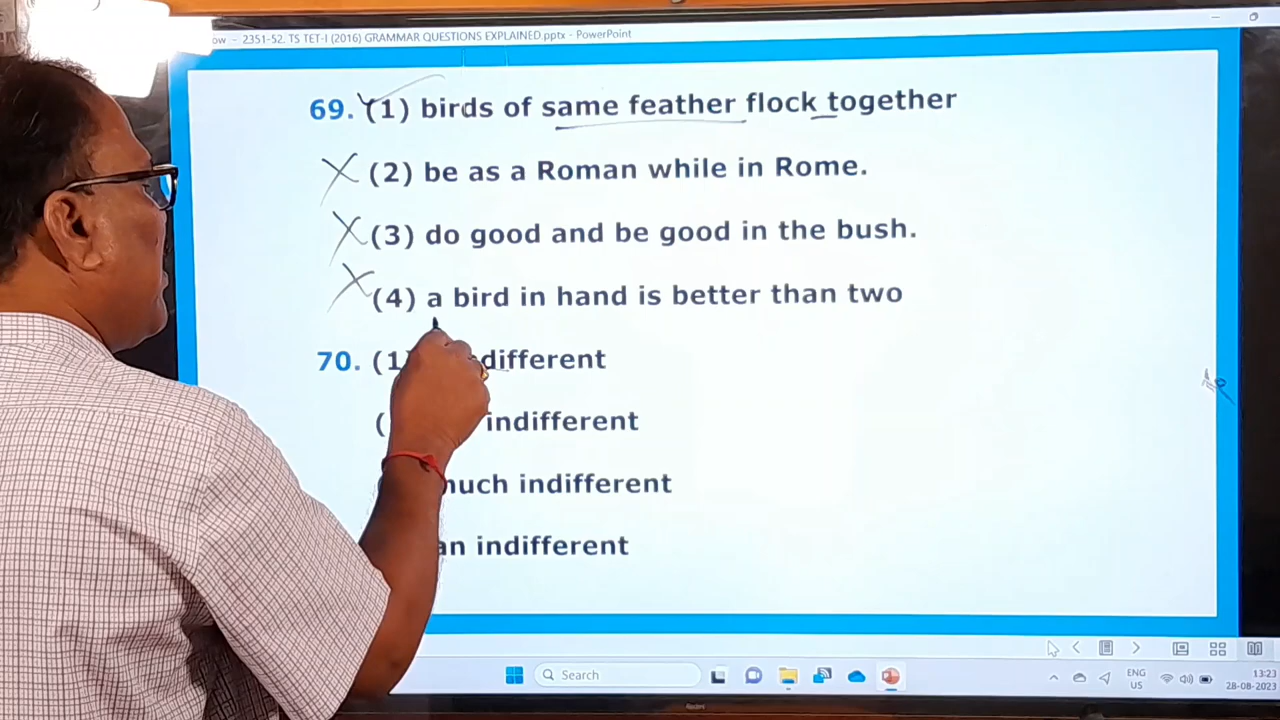 ow - 2351-52. TS TET-I (2016) GRAMMAR QUESTIONS EXPLAINED.pptx - PowerPoint
69. (1) birds of same feather flock together
(2) be as a Roman while in Rome.
(3) do good and be good in the bush.
(4) a bird in hand is better than two
70. (1) different
( indifferent
much indifferent
an indifferent
Search
ENG
US
13:23
28-08-2023
Redmi